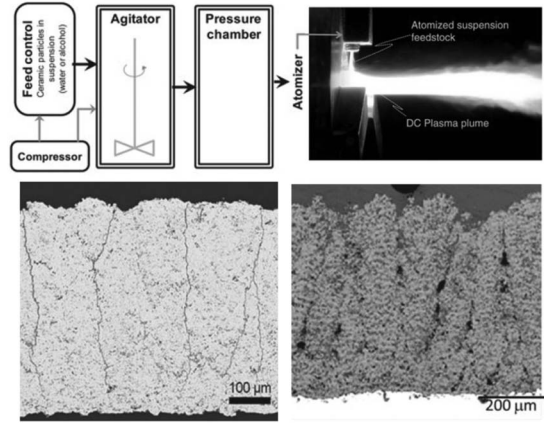 Feed control
Ceramic particles in
suspension
(water or alcohol)
Compressor
Agitator
Pressure
chamber
Atomizer
Atomized suspension
feedstock
DC Plasma plume
100 µm
200 µm